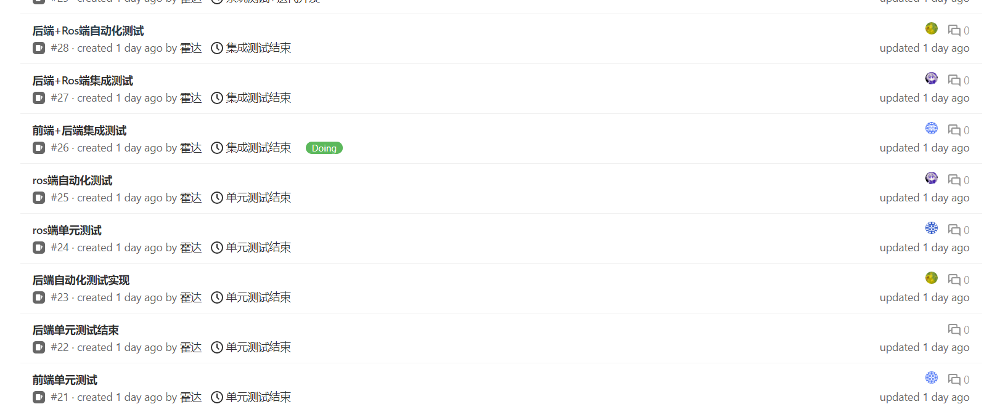 后端+Ros端自动化测试
0
#28 · created 1 day ago by 霍达 集成测试结束
updated 1 day ago
后端+Ros端集成测试
0
#27 · created 1 day ago by 霍达 集成测试结束
updated 1 day ago
前端+后端集成测试
0
#26 · created 1 day ago by 霍达 集成测试结束 Doing
updated 1 day ago
ros端自动化测试
0
#25 · created 1 day ago by 霍达 单元测试结束
updated 1 day ago
ros端单元测试
0
#24 · created 1 day ago by 霍达 单元测试结束
updated 1 day ago
后端自动化测试实现
0
#23 · created 1 day ago by 霍达 单元测试结束
updated 1 day ago
后端单元测试结束
0
#22 · created 1 day ago by 霍达 单元测试结束
updated 1 day ago
前端单元测试
0
#21 · created 1 day ago by 霍达 单元测试结束
updated 1 day ago